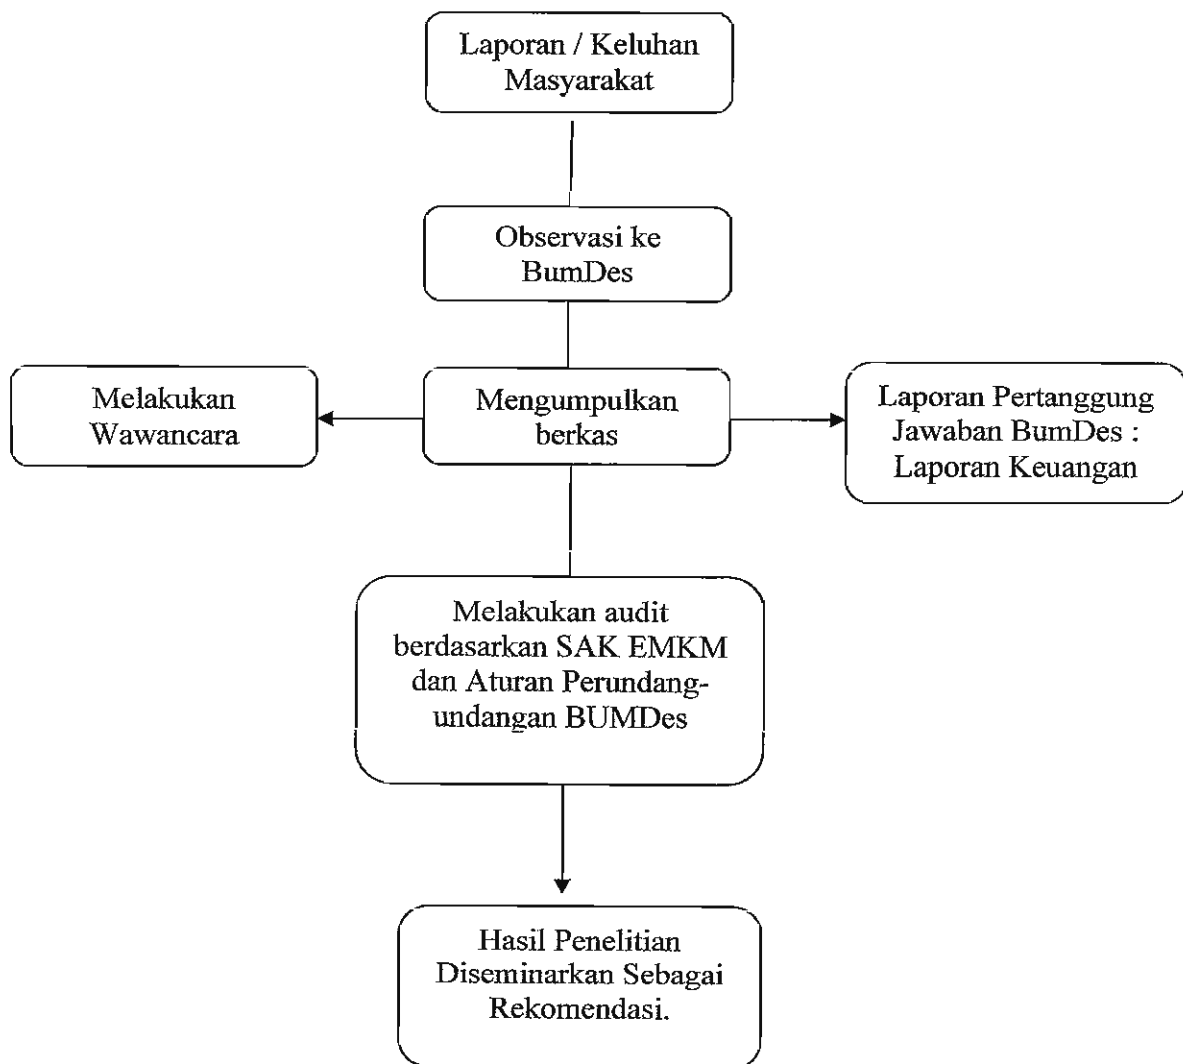 Laporan / Keluhan
Masyarakat
Observasi ke
BumDes
Melakukan
Wawancara
Mengumpulkan
berkas
Laporan Pertanggung
Jawaban BumDes :
Laporan Keuangan
Melakukan audit
berdasarkan SAK EMKM
dan Aturan Perundang-
undangan BUMDes
Hasil Penelitian
Diseminarkan Sebagai
Rekomendasi.